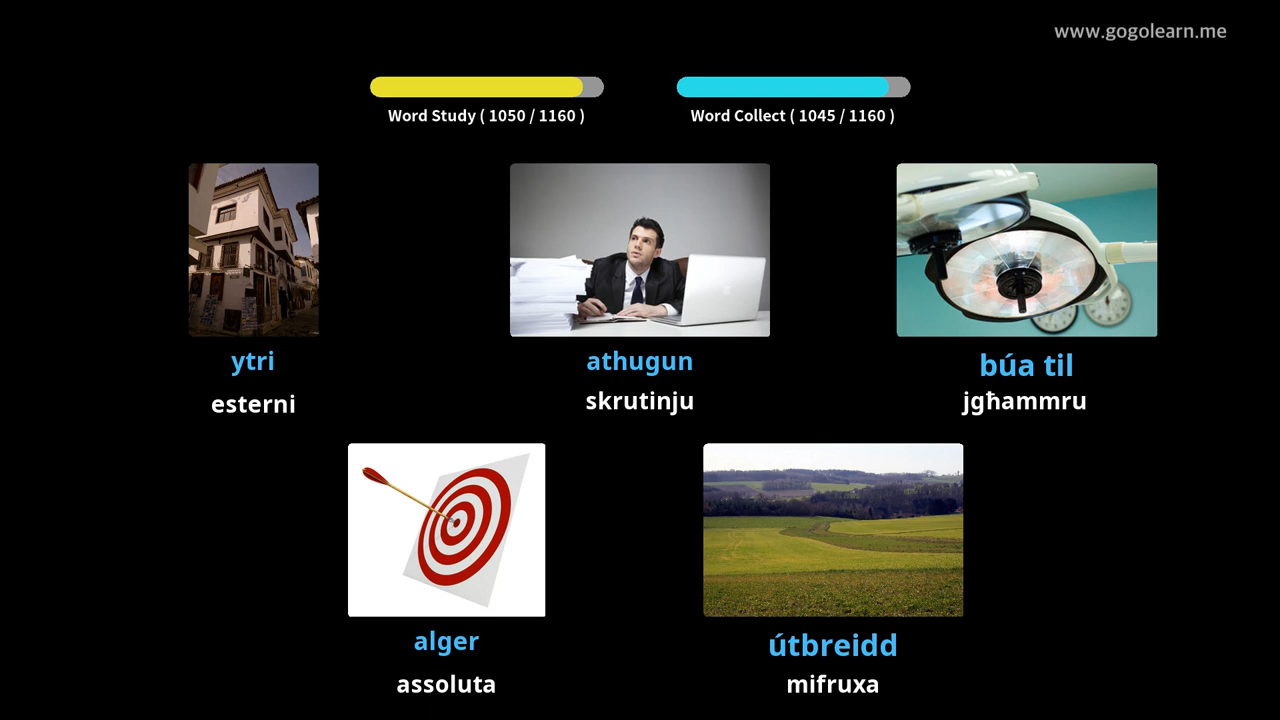 www.gogolearn.me
Word Study ( 1050 / 1160 )
Word Collect ( 1045 / 1160 )
ytri
esterni
athugun
skrutinju
búa til
jgħammru
alger
assoluta
útbreidd
mifruxa